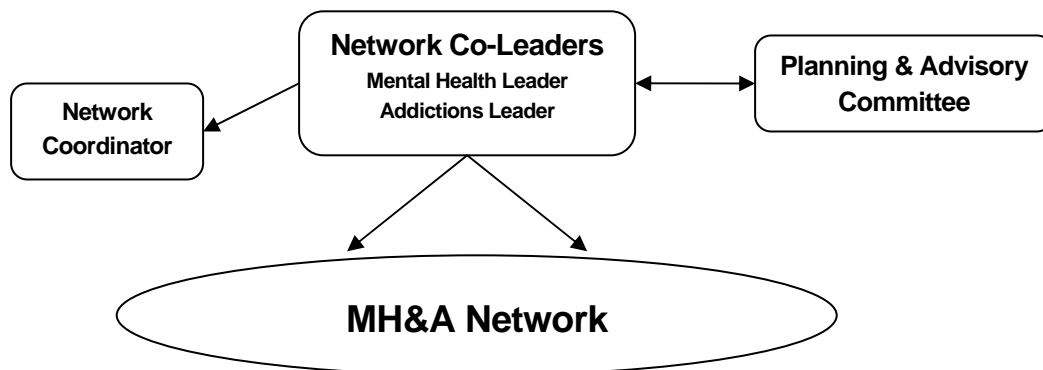 Network Co-Leaders
Mental Health Leader
Addictions Leader
Planning & Advisory
Committee
Network
Coordinator
MH&A Network